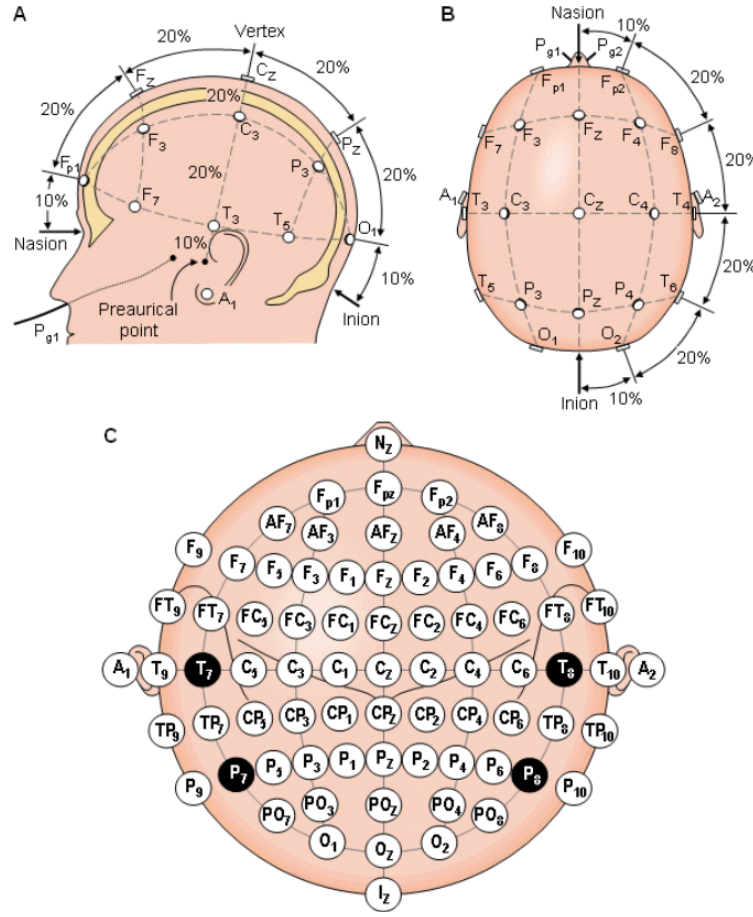 A
Vertex
20%
20%
Cz
Fz
20%
20%
20%
F3
C3
Pz
P3
20%
20%
Fp1
10%
F7
T3
T5
O1
Nasion
10%
10%
Preaurical
point
A1
Inion
Pg1
B
Nasion
10%
Pg1
Pg2
20%
Fp1
Fp2
F7
F3
Fz
F4
F8
20%
A1
T3
C3
Cz
C4
T4
A2
20%
T5
P3
Pz
P4
T6
O1
O2
20%
10%
Inion
C
Nz
Fp1 Fpz Fp2
AF7 AF3 AFz AF4 AF8
F9 F7 F5 F3 F1 Fz F2 F4 F6 F8 F10
FT9 FT7 FC5 FC3 FC1 FCz FC2 FC4 FC6 FT8 FT10
A1 T9 T7 C5 C3 C1 Cz C2 C4 C6 T8 T10 A2
TP9 TP7 CP5 CP3 CP1 CPz CP2 CP4 CP6 TP8 TP10
P9 P7 P5 P3 P1 Pz P2 P4 P6 P8 P10
PO7 PO3 POz PO4 PO8
O1 Oz O2
Iz